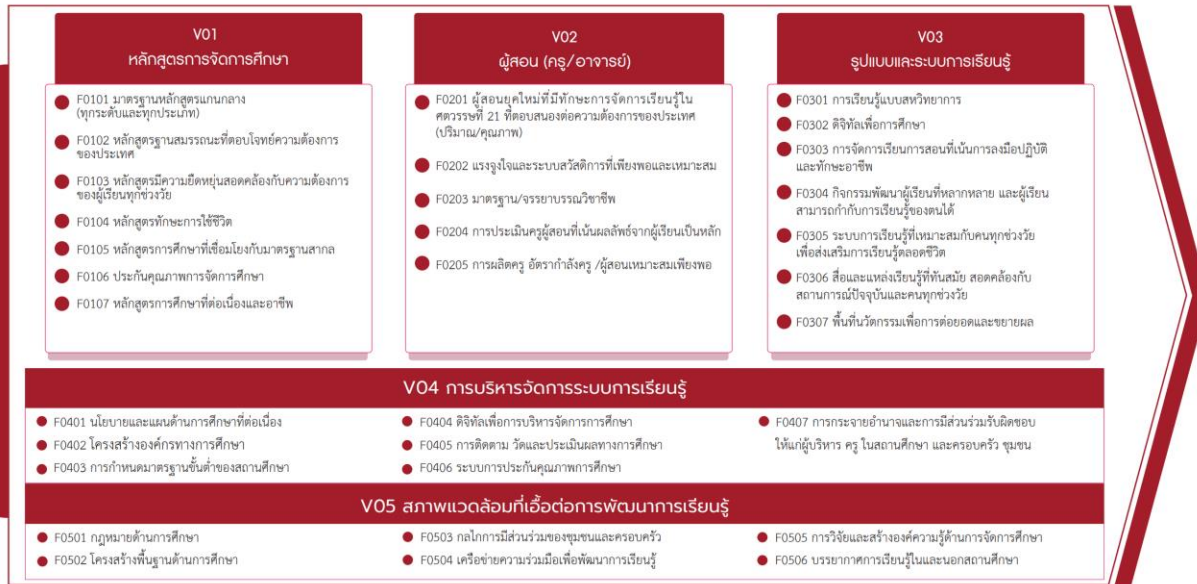 V01
หลักสูตรการจัดการศึกษา
F0101 มาตรฐานหลักสูตรแกนกลาง
(ทุกระดับและทุกประเภท)
F0102 หลักสูตรฐานสมรรถนะที่ตอบโจทย์ความต้องการ
ของประเทศ
F0103 หลักสูตรมีความยืดหยุ่นสอดคล้องกับความต้องการ
ของผู้เรียนทุกช่วงวัย
F0104 หลักสูตรทักษะการใช้ชีวิต
F0105 หลักสูตรการศึกษาที่เชื่อมโยงกับมาตรฐานสากล
F0106 ประกันคุณภาพการจัดการศึกษา
F0107 หลักสูตรการศึกษาที่ต่อเนื่องและอาชีพ
V02
ผู้สอน (ครู/อาจารย์)
F0201 ผู้สอนยุคใหม่ที่มีทักษะการจัดการเรียนรู้ใน
ศตวรรษที่ 21 ที่ตอบสนองต่อความต้องการของประเทศ
(ปริมาณ/คุณภาพ)
F0202 แรงจูงใจและระบบสวัสดิการที่เพียงพอและเหมาะสม
F0203 มาตรฐาน/จรรยาบรรณวิชาชีพ
F0204 การประเมินครูผู้สอนที่เน้นผลลัพธ์จากผู้เรียนเป็นหลัก
F0205 การผลิตครู อัตรากำลังครู /ผู้สอนเหมาะสมเพียงพอ
V03
รูปแบบและระบบการเรียนรู้
F0301 การเรียนรู้แบบสหวิทยาการ
F0302 ดิจิทัลเพื่อการศึกษา
F0303 การจัดการเรียนการสอนที่เน้นการลงมือปฏิบัติ
และทักษะอาชีพ
F0304 กิจกรรมพัฒนาผู้เรียนที่หลากหลาย และผู้เรียน
สามารถกำกับการเรียนรู้ของตนได้
F0305 ระบบการเรียนรู้ที่เหมาะสมกับคนทุกช่วงวัย
เพื่อส่งเสริมการเรียนรู้ตลอดชีวิต
F0306 สื่อและแหล่งเรียนรู้ที่ทันสมัย สอดคล้องกับ
สถานการณ์ปัจจุบันและคนทุกช่วงวัย
F0307 พื้นที่นวัตกรรมเพื่อการต่อยอดและขยายผล
V04 การบริหารจัดการระบบการเรียนรู้
F0401 นโยบายและแผนด้านการศึกษาที่ต่อเนื่อง
F0402 โครงสร้างองค์กรทางการศึกษา
F0403 การกำหนดมาตรฐานขั้นต่ำของสถานศึกษา
F0404 ดิจิทัลเพื่อการบริหารจัดการการศึกษา
F0405 การติดตาม วัดและประเมินผลทางการศึกษา
F0406 ระบบการประกันคุณภาพการศึกษา
F0407 การกระจายอำนาจและการมีส่วนร่วมรับผิดชอบ
ให้แก่ผู้บริหาร ครู ในสถานศึกษา และครอบครัว ชุมชน
V05 สภาพแวดล้อมที่เอื้อต่อการพัฒนาการเรียนรู้
F0501 กฎหมายด้านการศึกษา
F0502 โครงสร้างพื้นฐานด้านการศึกษา
F0503 กลไกการมีส่วนร่วมของชุมชนและครอบครัว
F0504 เครือข่ายความร่วมมือเพื่อพัฒนาการเรียนรู้
F0505 การวิจัยและสร้างองค์ความรู้ด้านการจัดการศึกษา
F0506 บรรยากาศการเรียนรู้ในและนอกสถานศึกษา